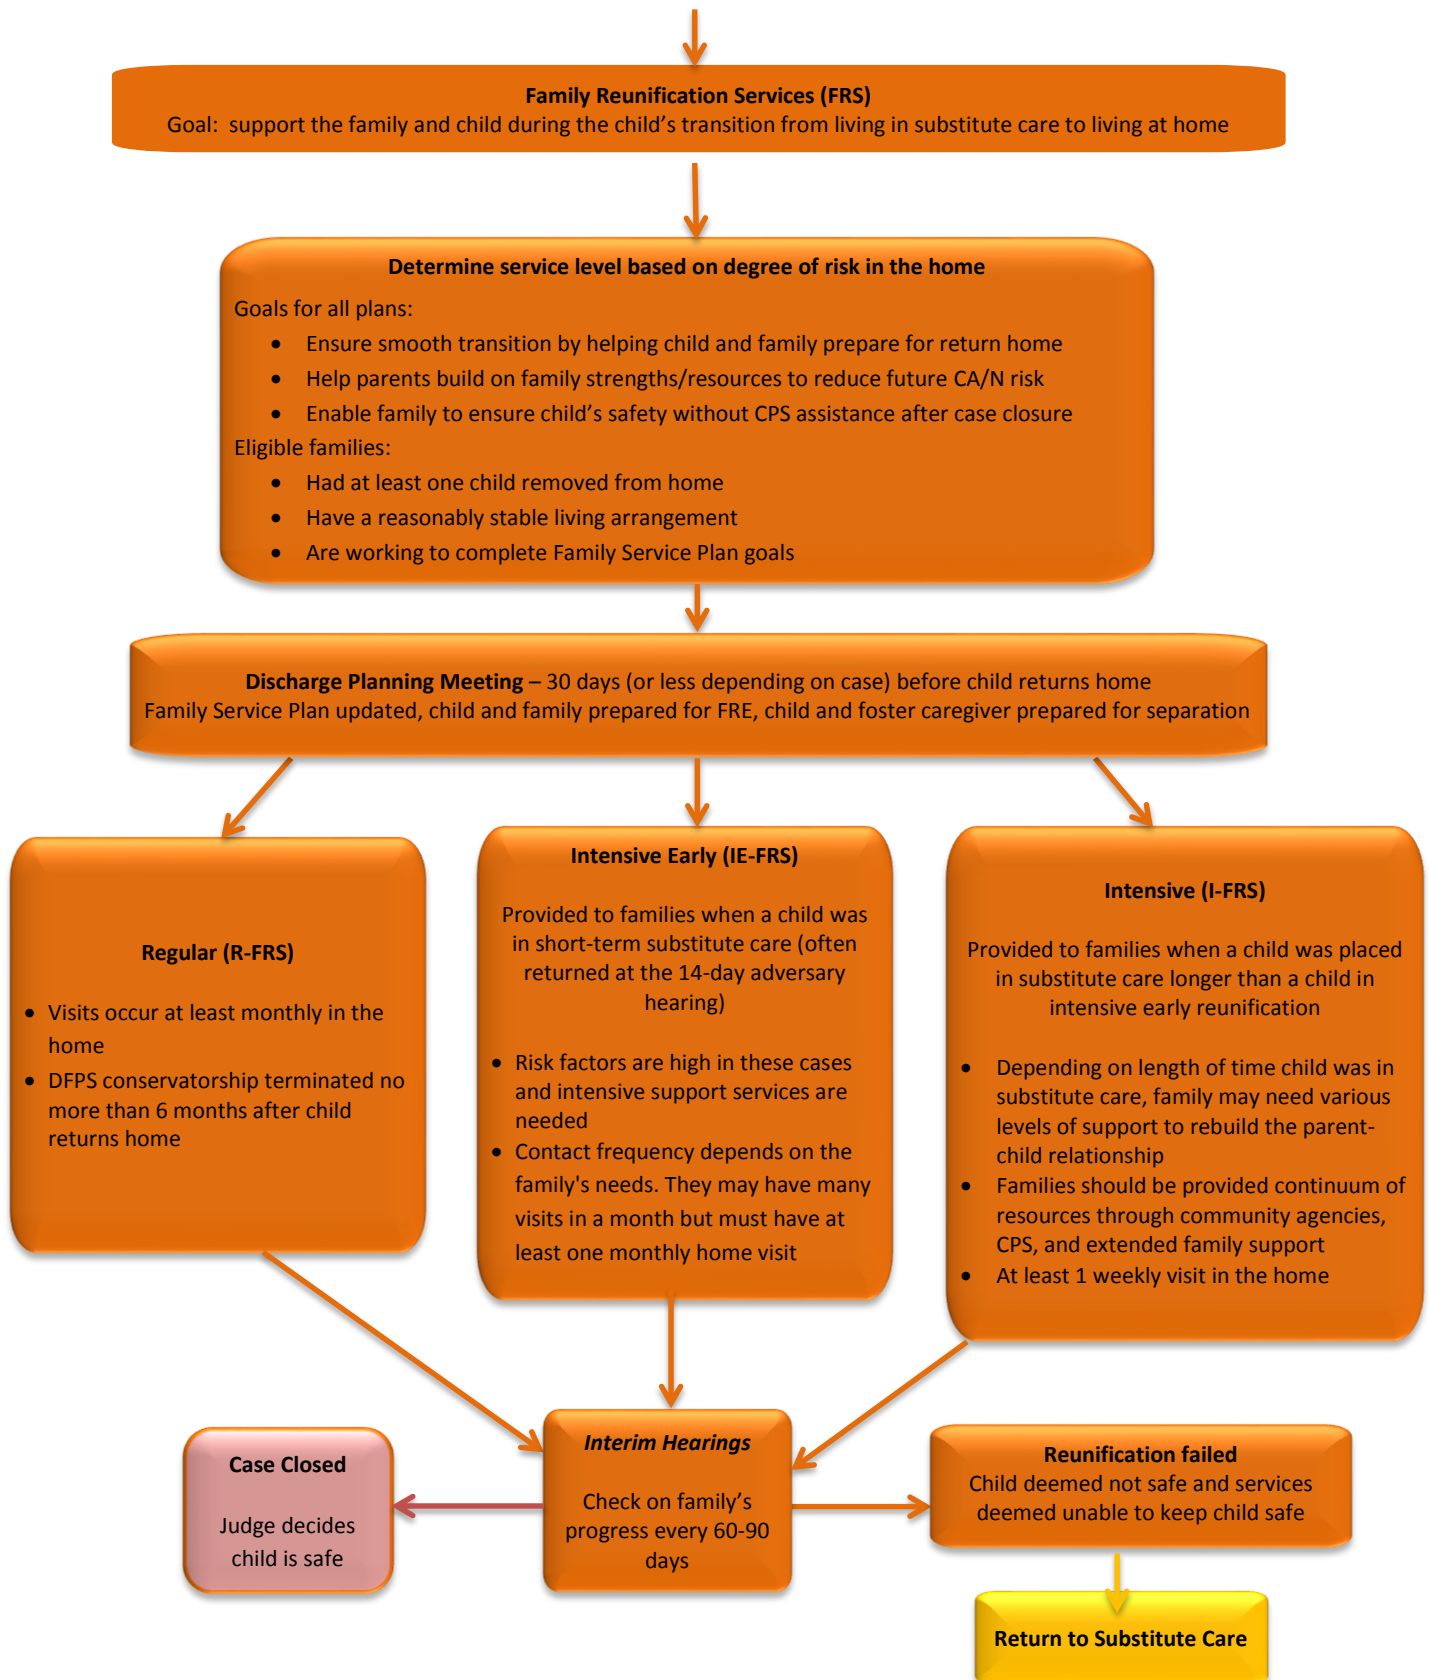 Family Reunification Services (FRS)
Goal:  support the family and child during the child’s transition from living in substitute care to living at home
Determine service level based on degree of risk in the home
Goals for all plans:
• Ensure smooth transition by helping child and family prepare for return home
• Help parents build on family strengths/resources to reduce future CA/N risk
• Enable family to ensure child’s safety without CPS assistance after case closure
Eligible families:
• Had at least one child removed from home
• Have a reasonably stable living arrangement
• Are working to complete Family Service Plan goals
Discharge Planning Meeting – 30 days (or less depending on case) before child returns home
Family Service Plan updated, child and family prepared for FRE, child and foster caregiver prepared for separation
Regular (R-FRS)
• Visits occur at least monthly in the
home
• DFPS conservatorship terminated no
more than 6 months after child
returns home
Intensive Early (IE-FRS)
Provided to families when a child was
in short-term substitute care (often
returned at the 14-day adversary
hearing)
• Risk factors are high in these cases
and intensive support services are
needed
• Contact frequency depends on the
family's needs. They may have many
visits in a month but must have at
least one monthly home visit
Intensive (I-FRS)
Provided to families when a child was placed
in substitute care longer than a child in
intensive early reunification
• Depending on length of time child was in
substitute care, family may need various
levels of support to rebuild the parent-
child relationship
• Families should be provided continuum of
resources through community agencies,
CPS, and extended family support
• At least 1 weekly visit in the home
Case Closed
Judge decides
child is safe
Interim Hearings
Check on family’s
progress every 60-90
days
Reunification failed
Child deemed not safe and services
deemed unable to keep child safe
Return to Substitute Care